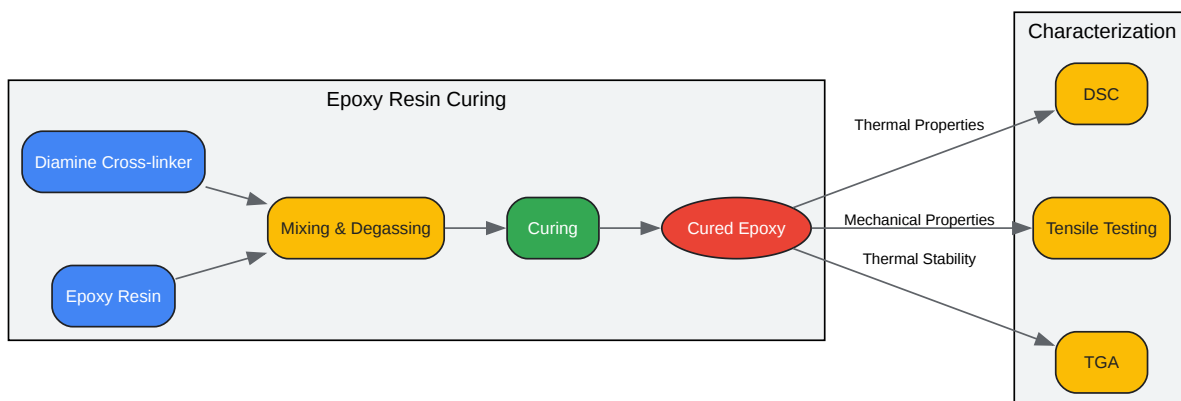 Characterization
DSC
Epoxy Resin Curing
Thermal Properties
Diamine Cross-linker
Mixing & Degassing
Curing
Cured Epoxy
Mechanical Properties
Tensile Testing
Thermal Stability
Epoxy Resin
TGA